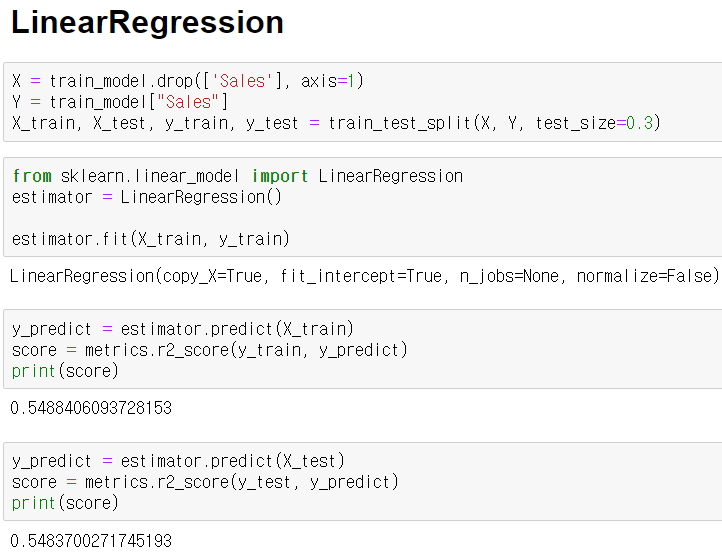 LinearRegression
X = train_model.drop(['Sales'], axis=1)
Y = train_model["Sales"]
X_train, X_test, y_train, y_test = train_test_split(X, Y, test_size=0.3)
from sklearn.linear_model import LinearRegression
estimator = LinearRegression()
estimator.fit(X_train, y_train)
LinearRegression(copy_X=True, fit_intercept=True, n_jobs=None, normalize=False)
y_predict = estimator.predict(X_train)
score = metrics.r2_score(y_train, y_predict)
print(score)
0.5488406093728153
y_predict = estimator.predict(X_test)
score = metrics.r2_score(y_test, y_predict)
print(score)
0.5483700271745193